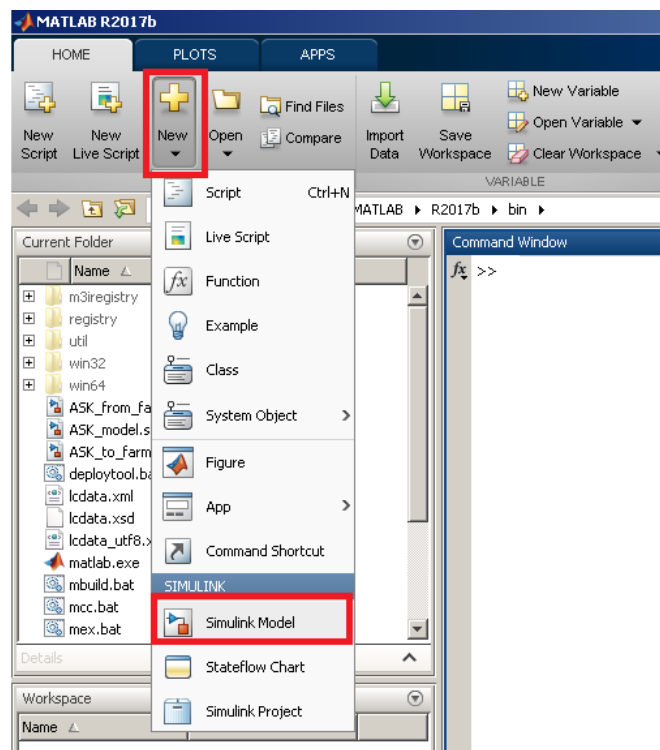 MATLAB R2017b
HOME PLOTS APPS
New Script
New Live Script
New
Open
Find Files
Compare
Import Data
Save Workspace
New Variable
Open Variable
Clear Workspace
VARIABLE
MATLAB R2017b bin
Current Folder
Name
m3iregistry
registry
util
win32
win64
ASK_from_fa
ASK_model.s
ASK_to_farm
deploytool.ba
lcdata.xml
lcdata.xsd
lcdata_utf8.x
matlab.exe
mbuild.bat
mcc.bat
mex.bat
Details
Workspace
Name
Script Ctrl+N
Live Script
fx Function
Example
Class
System Object
Figure
App
Command Shortcut
SIMULINK
Simulink Model
Stateflow Chart
Simulink Project
Command Window
fx >>